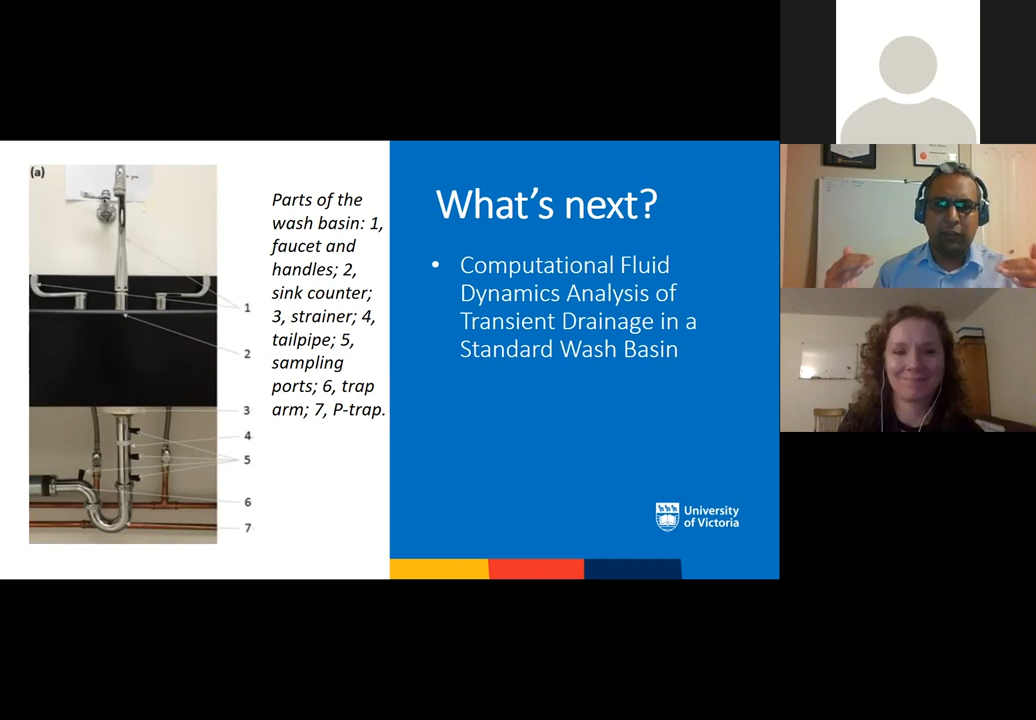 (a)
1
2
3
4
5
6
7
Parts of the
wash basin: 1,
faucet and
handles; 2,
sink counter;
3, strainer; 4,
tailpipe; 5,
sampling
ports; 6, trap
arm; 7, P-trap.
What's next?
• Computational Fluid
Dynamics Analysis of
Transient Drainage in a
Standard Wash Basin
University
of Victoria